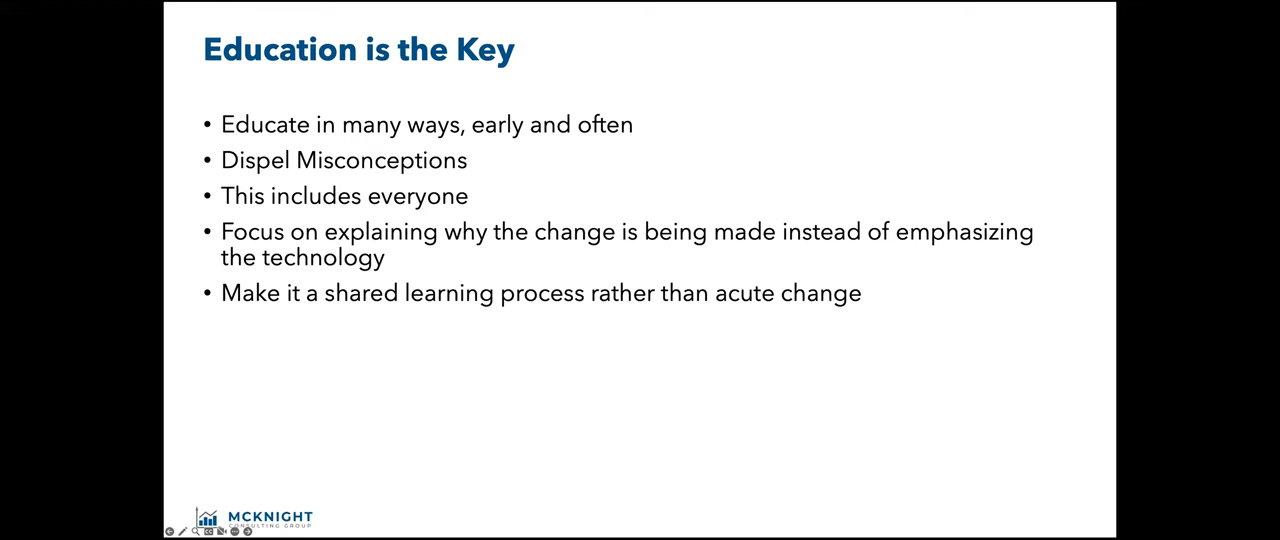 Education is the Key
• Educate in many ways, early and often
• Dispel Misconceptions
• This includes everyone
• Focus on explaining why the change is being made instead of emphasizing
the technology
• Make it a shared learning process rather than acute change
MCKNIGHT
CONSULTING GROUP